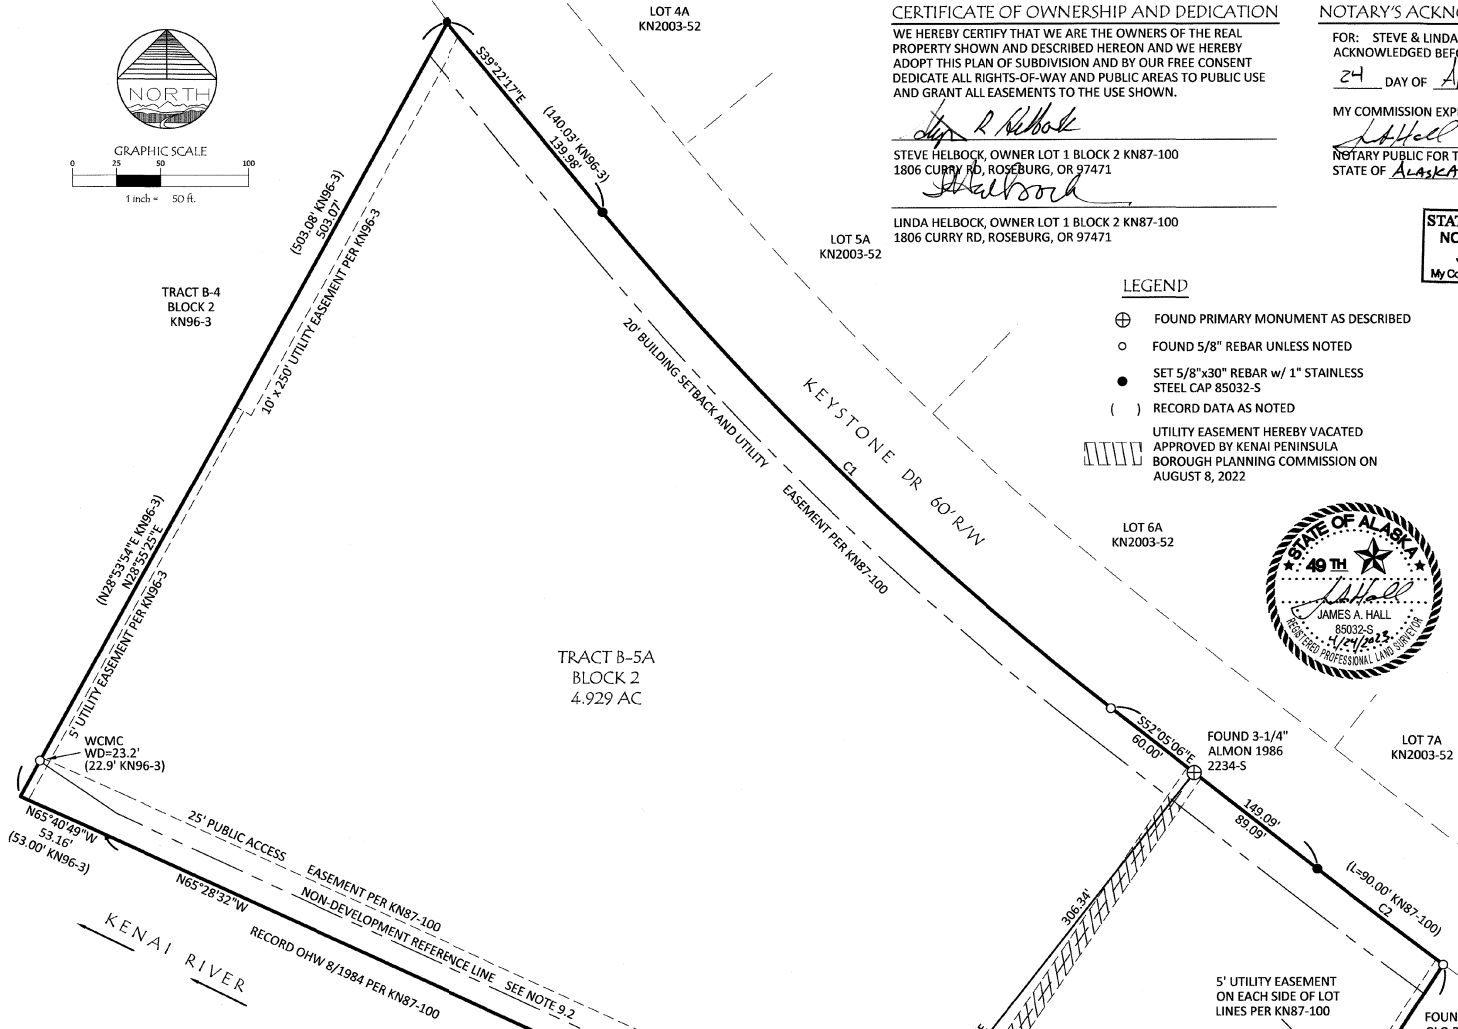 LOT 4A
KN2003-52
NORTH
GRAPHIC SCALE
0 25 50 100
1 inch = 50 ft.
S39°22'17"E
(140.03' KN96-3)
139.98'
(503.08' KN96-3)
503.07'
10' x 250' UTILITY EASEMENT PER KN96-3
TRACT B-4
BLOCK 2
KN96-3
(N28°53'54"E KN96-3)
N28°55'25"E
5' UTILITY EASEMENT PER KN96-3
CERTIFICATE OF OWNERSHIP AND DEDICATION
WE HEREBY CERTIFY THAT WE ARE THE OWNERS OF THE REAL
PROPERTY SHOWN AND DESCRIBED HEREON AND WE HEREBY
ADOPT THIS PLAN OF SUBDIVISION AND BY OUR FREE CONSENT
DEDICATE ALL RIGHTS-OF-WAY AND PUBLIC AREAS TO PUBLIC USE
AND GRANT ALL EASEMENTS TO THE USE SHOWN.
R Helbock
STEVE HELBOCK, OWNER LOT 1 BLOCK 2 KN87-100
1806 CURRY RD, ROSEBURG, OR 97471
LINDA HELBOCK, OWNER LOT 1 BLOCK 2 KN87-100
1806 CURRY RD, ROSEBURG, OR 97471
NOTARY'S ACKNO
FOR: STEVE & LINDA
ACKNOWLEDGED BEF
24 DAY OF A
MY COMMISSION EXP
JAHall
NOTARY PUBLIC FOR T
STATE OF ALASKA
STAT
NO
My Co
LOT 5A
KN2003-52
LEGEND
FOUND PRIMARY MONUMENT AS DESCRIBED
FOUND 5/8" REBAR UNLESS NOTED
SET 5/8"x30" REBAR w/ 1" STAINLESS
STEEL CAP 85032-S
( ) RECORD DATA AS NOTED
UTILITY EASEMENT HEREBY VACATED
APPROVED BY KENAI PENINSULA
BOROUGH PLANNING COMMISSION ON
AUGUST 8, 2022
20' BUILDING SETBACK AND UTILITY EASEMENT PER KN87-100
KEYSTONE DR 60' R/W
C1
LOT 6A
KN2003-52
STATE OF ALASKA
49 TH
JAHall
JAMES A. HALL
85032-S
4/24/2023
REGISTERED PROFESSIONAL LAND SURVEYOR
TRACT B-5A
BLOCK 2
4.929 AC
S52°05'06"E
60.00'
FOUND 3-1/4"
ALMON 1986
2234-S
LOT 7A
KN2003-52
WCMC
WD=23.2'
(22.9' KN96-3)
N65°40'49"W
53.16'
(53.00' KN96-3)
25' PUBLIC ACCESS EASEMENT PER KN87-100
NON-DEVELOPMENT REFERENCE LINE SEE NOTE 9.2
N65°28'32"W
RECORD OHW 8/1984 PER KN87-100
KENAI RIVER
149.09'
89.09'
(L=90.00' KN87-100)
C2
306.34'
5' UTILITY EASEMENT
ON EACH SIDE OF LOT
LINES PER KN87-100
FOUN